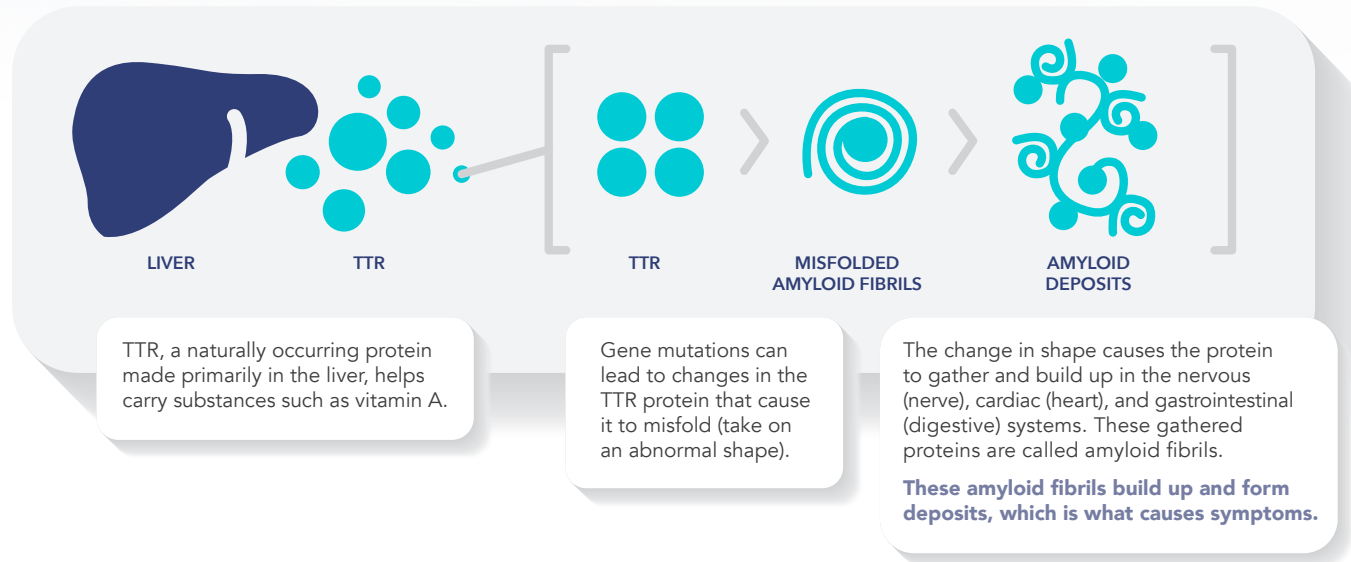 LIVER
TTR
TTR
MISFOLDED
AMYLOID FIBRILS
AMYLOID
DEPOSITS
TTR, a naturally occurring protein
made primarily in the liver, helps
carry substances such as vitamin A.
Gene mutations can
lead to changes in the
TTR protein that cause
it to misfold (take on
an abnormal shape).
The change in shape causes the protein
to gather and build up in the nervous
(nerve), cardiac (heart), and gastrointestinal
(digestive) systems. These gathered
proteins are called amyloid fibrils.
These amyloid fibrils build up and form
deposits, which is what causes symptoms.